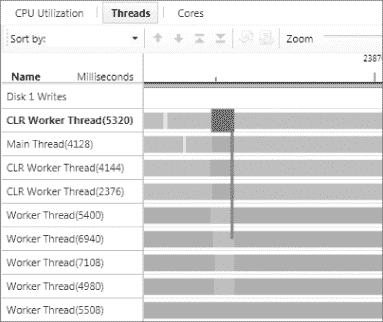 CPU Utilization Threads Cores
Sort by: Zoom
Name Milliseconds 2387
Disk 1 Writes
CLR Worker Thread(5320)
Main Thread(4128)
CLR Worker Thread(4144)
CLR Worker Thread(2376)
Worker Thread(5400)
Worker Thread(6940)
Worker Thread(7108)
Worker Thread(4980)
Worker Thread(5508)